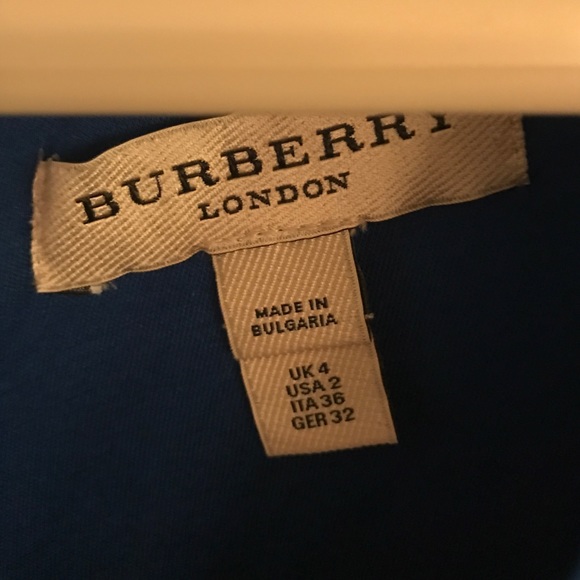 BURBERRY
LONDON
MADE IN
BULGARIA
UK 4
USA 2
ITA 36
GER 32